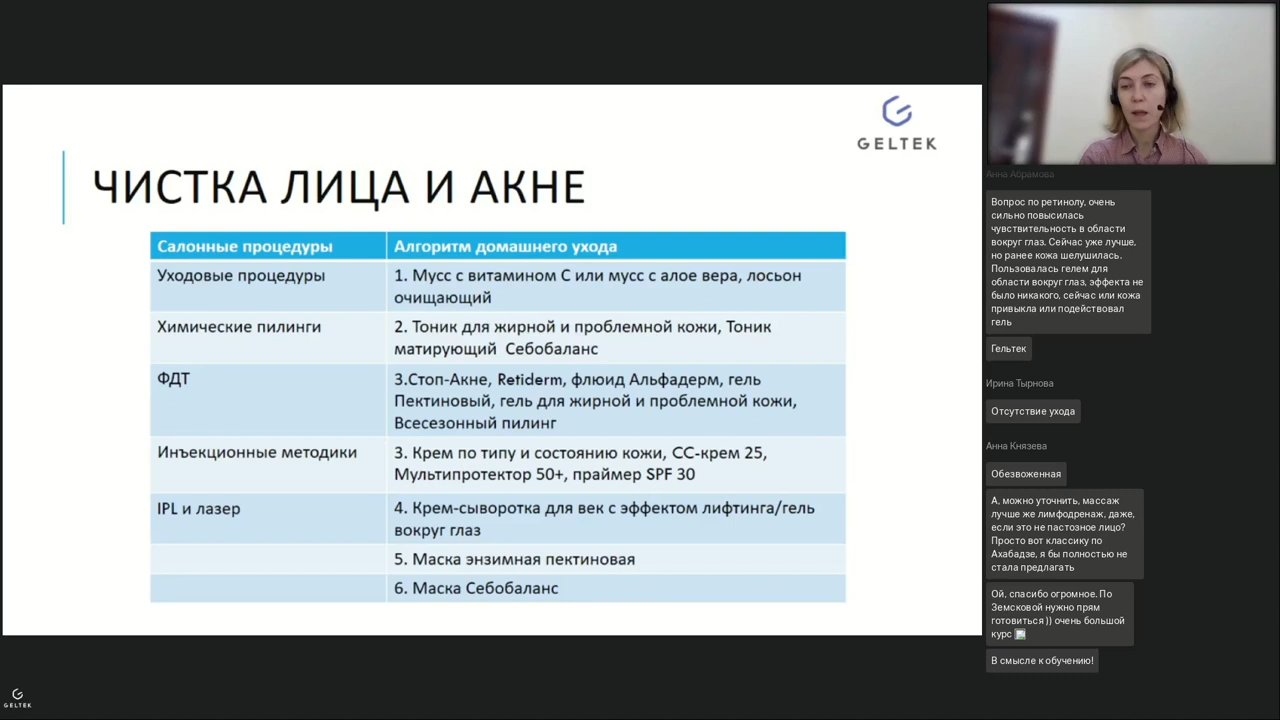 GELTEK
ЧИСТКА ЛИЦА И АКНЕ
Салонные процедуры
Алгоритм домашнего ухода
Уходовые процедуры
1. Мусс с витамином С или мусс с алое вера, лосьон
очищающий
Химические пилинги
2. Тоник для жирной и проблемной кожи, Тоник
матирующий Себобаланс
ФДТ
3.Стоп-Акне, Retiderm, флюид Альфадерм, гель
Пектиновый, гель для жирной и проблемной кожи,
Всесезонный пилинг
Инъекционные методики
3. Крем по типу и состоянию кожи, СС-крем 25,
Мультипротектор 50+, праймер SPF 30
IPL и лазер
4. Крем-сыворотка для век с эффектом лифтинга/гель
вокруг глаз
5. Маска энзимная пектиновая
6. Маска Себобаланс
GELTEK
Анна Абрамова
Вопрос по ретинолу, очень
сильно повысилась
чувствительность в области
вокруг глаз. Сейчас уже лучше,
но ранее кожа шелушилась.
Пользовалась гелем для
области вокруг глаз, эффекта не
было никакого, сейчас или кожа
привыкла или подействовал
гель
Гельтек
Ирина Тырнова
Отсутствие ухода
Анна Князева
Обезвоженная
А, можно уточнить, массаж
лучше же лимфодренаж, даже,
если это не пастозное лицо?
Просто вот классику по
Ахабадзе, я бы полностью не
стала предлагать
Ой, спасибо огромное. По
Земсковой нужно прям
готовиться )) очень большой
курс
В смысле к обучению!